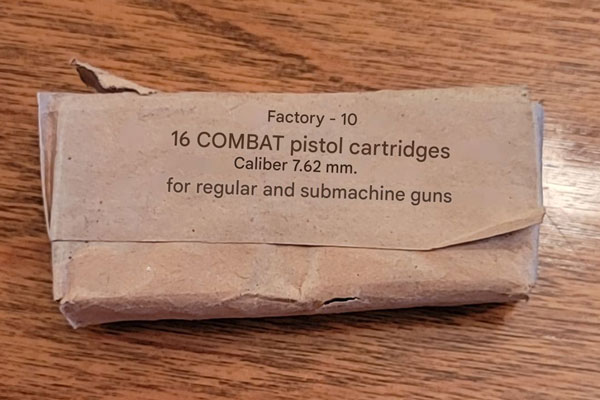 Factory - 10
16 COMBAT pistol cartridges
Caliber 7.62 mm.
for regular and submachine guns